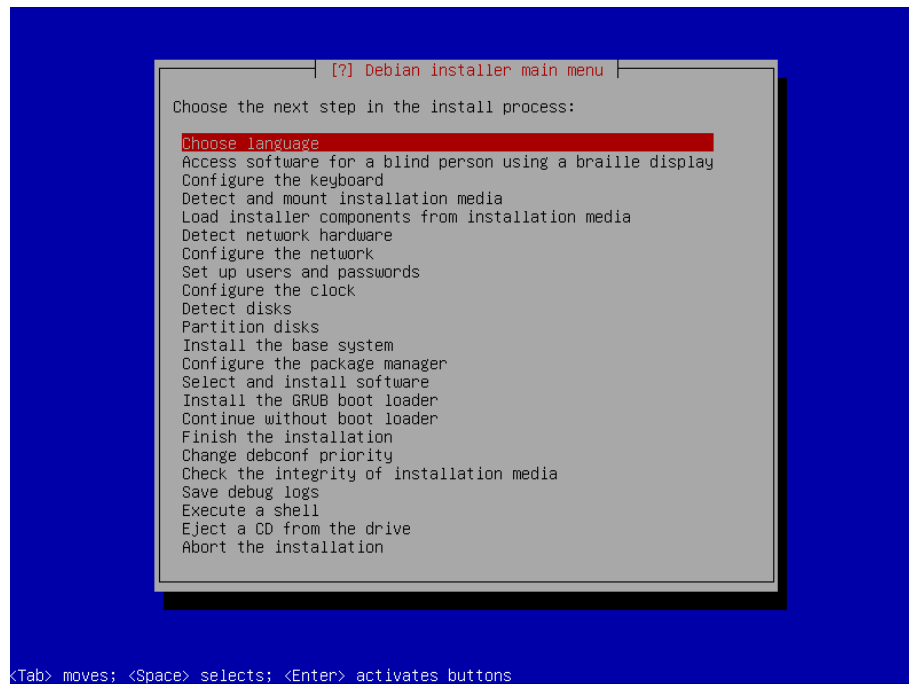 [?] Debian installer main menu
Choose the next step in the install process:
Choose language
Access software for a blind person using a braille display
Configure the keyboard
Detect and mount installation media
Load installer components from installation media
Detect network hardware
Configure the network
Set up users and passwords
Configure the clock
Detect disks
Partition disks
Install the base system
Configure the package manager
Select and install software
Install the GRUB boot loader
Continue without boot loader
Finish the installation
Change debconf priority
Check the integrity of installation media
Save debug logs
Execute a shell
Eject a CD from the drive
Abort the installation
<Tab> moves; <Space> selects; <Enter> activates buttons